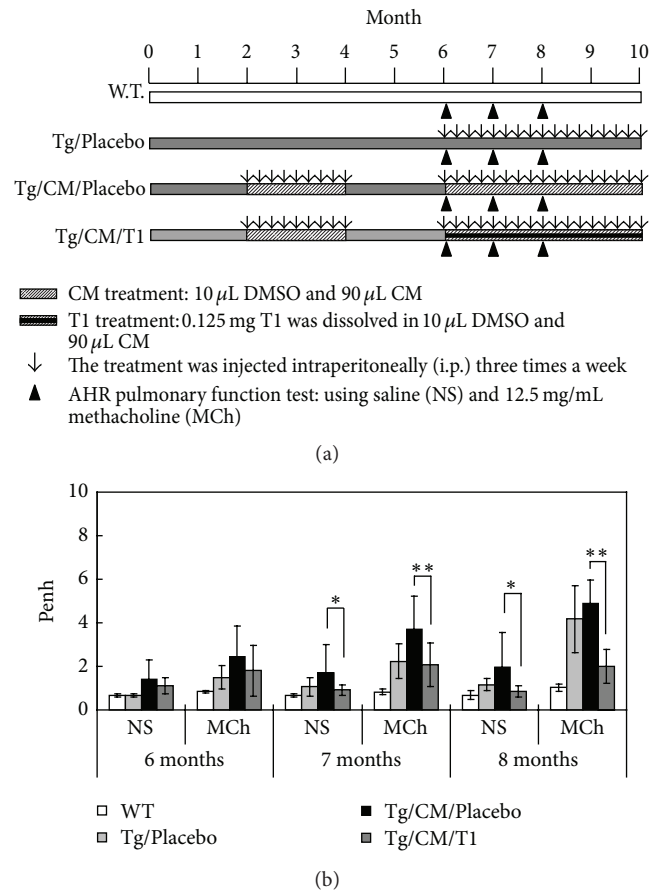 Month
0 1 2 3 4 5 6 7 8 9 10
W.T.
Tg/Placebo
Tg/CM/Placebo
Tg/CM/T1
CM treatment: 10 μL DMSO and 90 μL CM
T1 treatment: 0.125 mg T1 was dissolved in 10 μL DMSO and
90 μL CM
The treatment was injected intraperitoneally (i.p.) three times a week
AHR pulmonary function test: using saline (NS) and 12.5 mg/mL
methacholine (MCh)
(a)
10
8
6
4
2
0
Penh
* ** * **
NS MCh NS MCh NS MCh
6 months 7 months 8 months
WT Tg/CM/Placebo
Tg/Placebo Tg/CM/T1
(b)